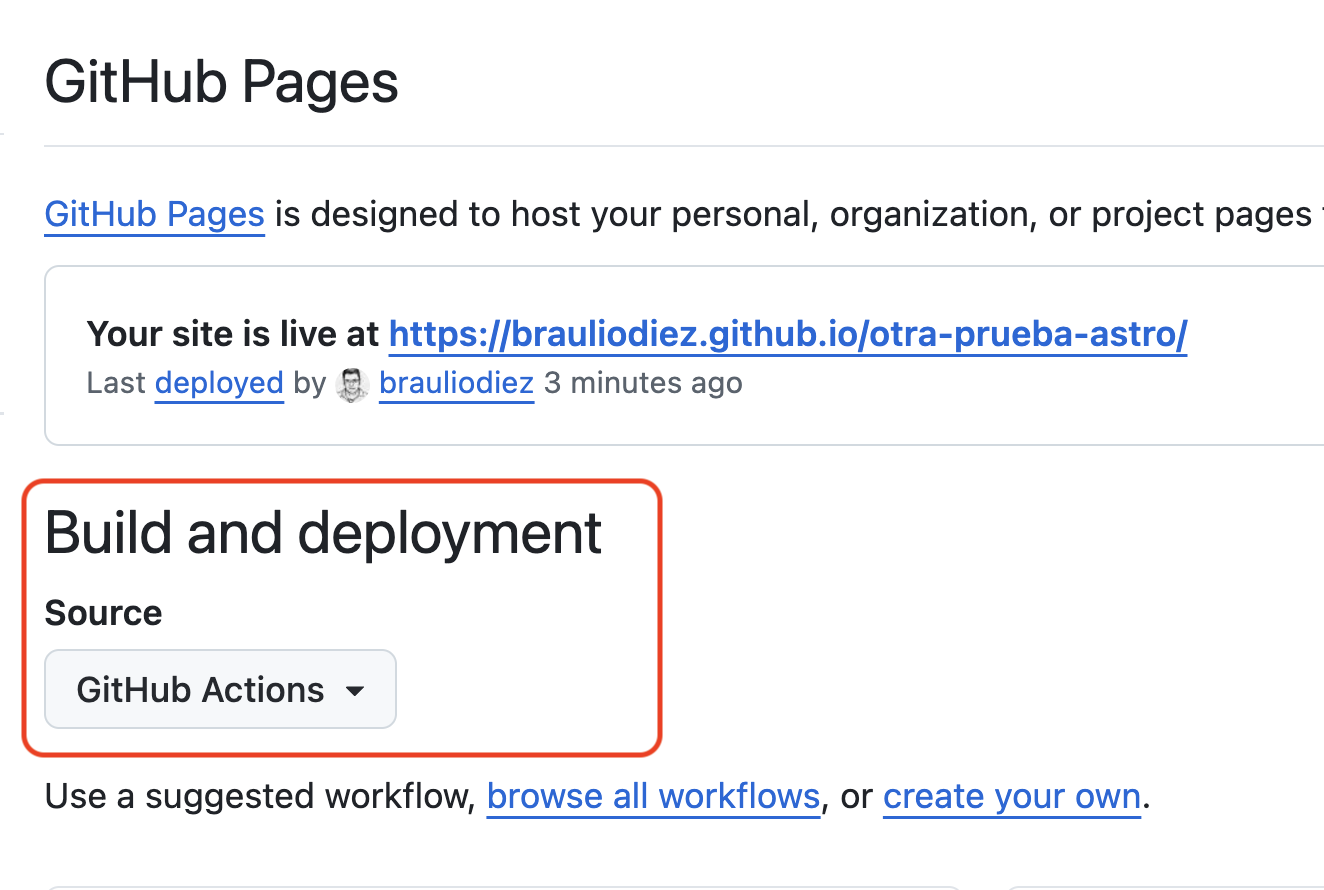 GitHub Pages
GitHub Pages is designed to host your personal, organization, or project pages
Your site is live at https://brauliodiez.github.io/otra-prueba-astro/
Last deployed by brauliodiez 3 minutes ago
Build and deployment
Source
GitHub Actions
Use a suggested workflow, browse all workflows, or create your own.